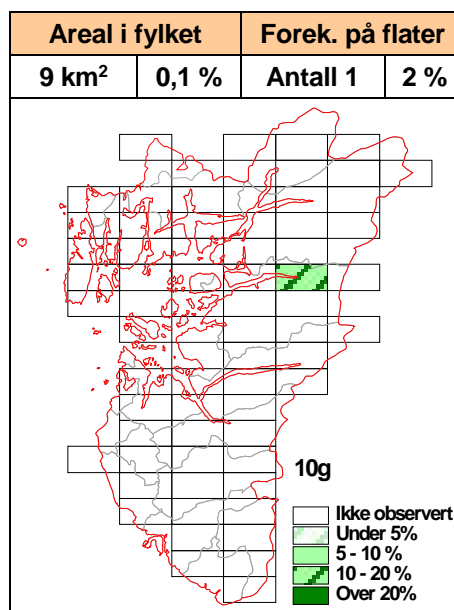 Areal i fylket Forek. på flater
9 km² 0,1 % Antall 1 2 %
10g
Ikke observert
Under 5%
5 - 10 %
10 - 20 %
Over 20%